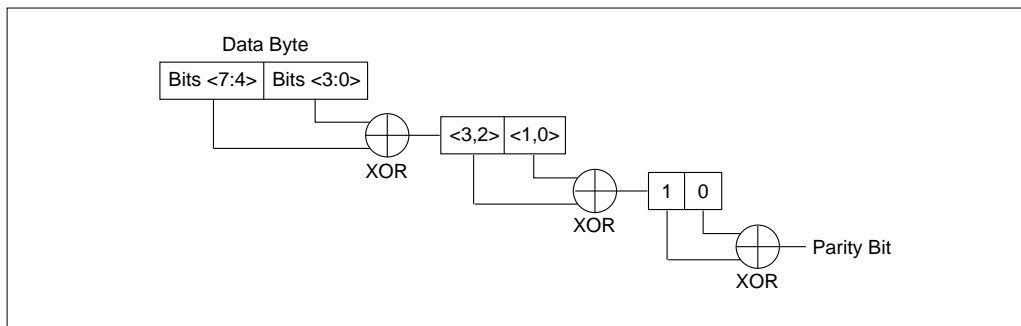 Data Byte
Bits <7:4> Bits <3:0>
<3,2> <1,0>
XOR
1 0
XOR
Parity Bit
XOR